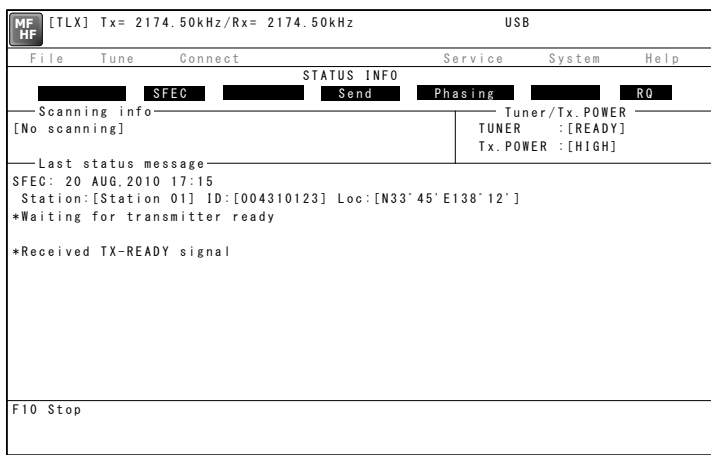 MF
HF
[TLX] Tx= 2174.50kHz/Rx= 2174.50kHz USB
File Tune Connect Service System Help
STATUS INFO
SFEC Send Phasing RQ
Scanning info
[No scanning]
Tuner/Tx.POWER
TUNER :[READY]
Tx.POWER :[HIGH]
Last status message
SFEC: 20 AUG,2010 17:15
Station:[Station 01] ID:[004310123] Loc:[N33°45'E138°12']
*Waiting for transmitter ready
*Received TX-READY signal
F10 Stop